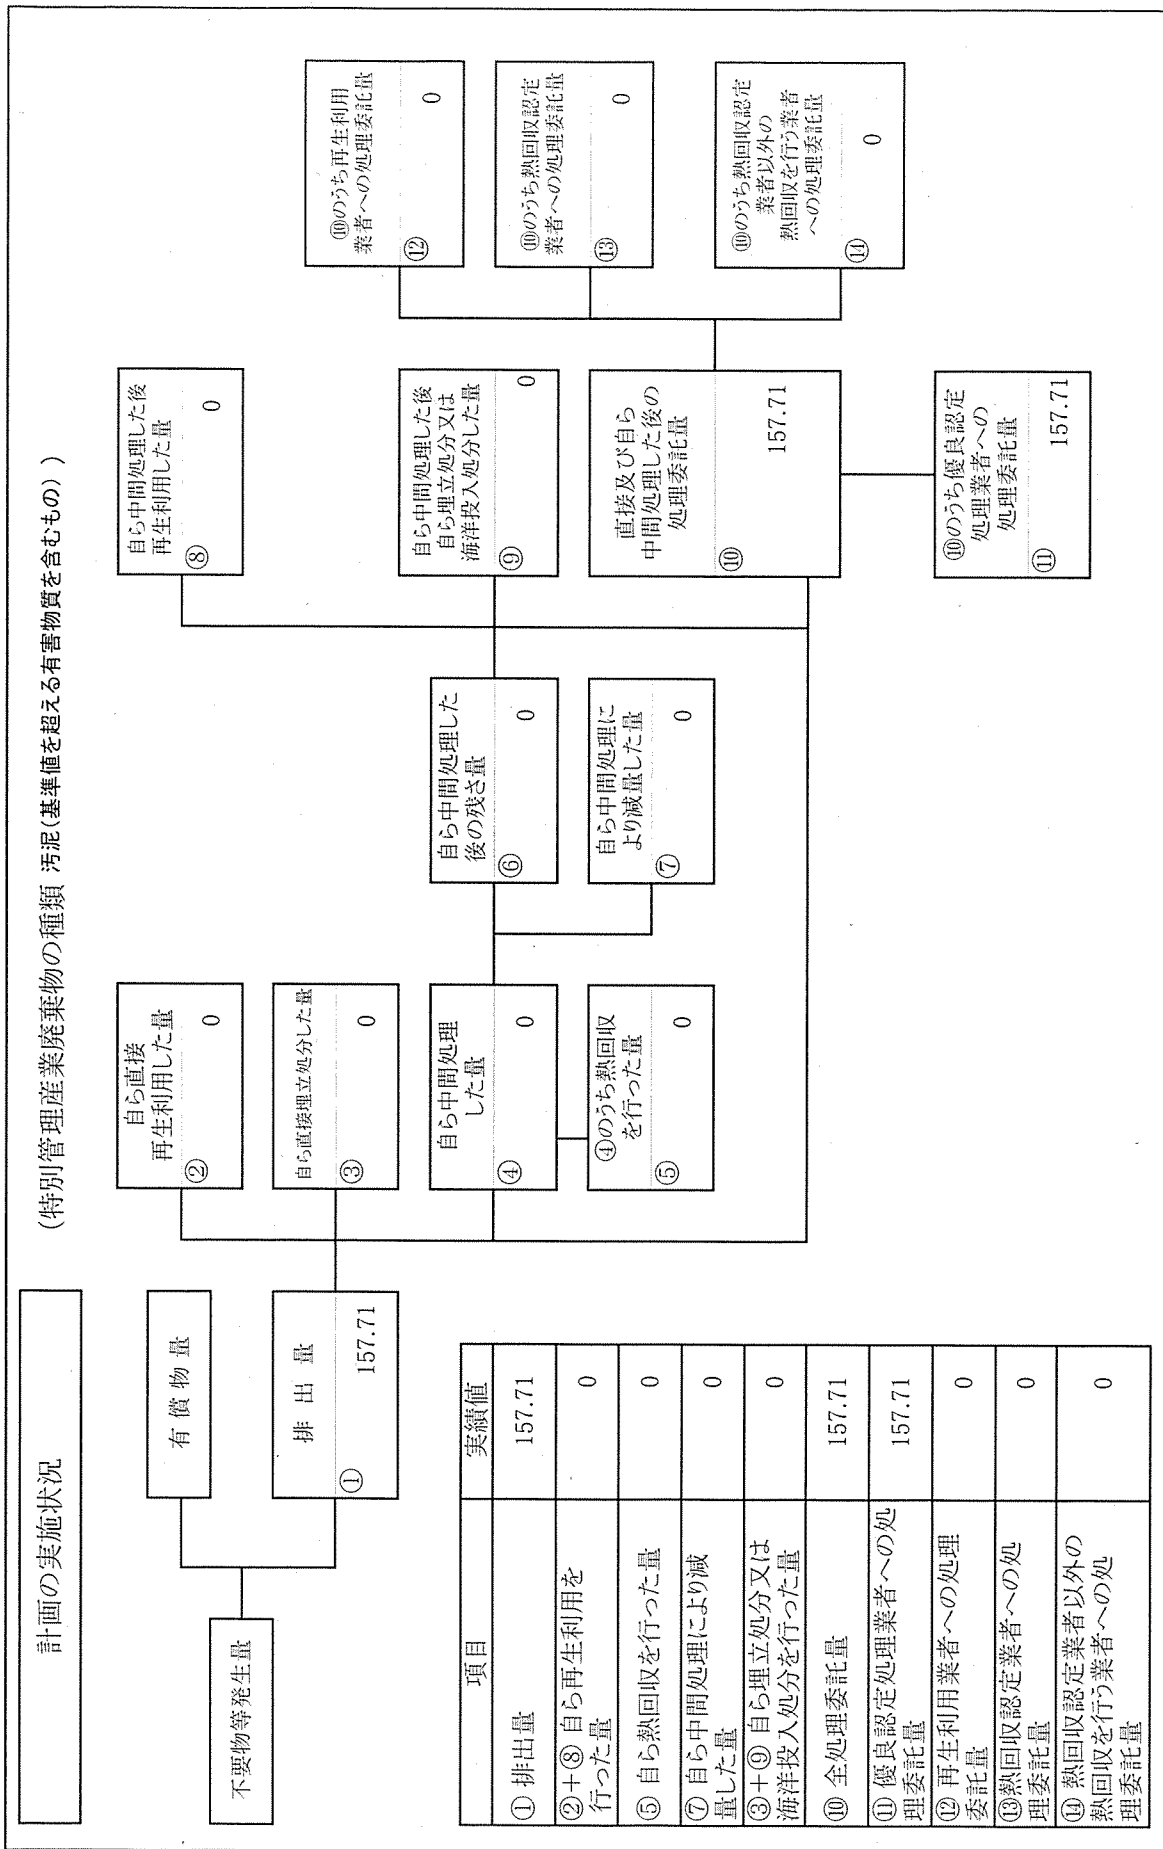 計画の実施状況
(特別管理産業廃棄物の種類 汚泥(基準値を超える有害物質を含むもの) )
不要物等発生量
有償物量
排出量
①
157.71
自ら直接
再生利用した量
②
0
自ら直接埋立処分した量
③
0
自ら中間処理
した量
④
0
④のうち熱回収
を行った量
⑤
0
自ら中間処理した
後の残さ量
⑥
0
自ら中間処理に
より減量した量
⑦
0
自ら中間処理した後
再生利用した量
⑧
0
自ら中間処理した後
自ら埋立処分又は
海洋投入処分した量
⑨
0
直接及び自ら
中間処理した後の
処理委託量
⑩
157.71
⑩のうち優良認定
処理業者への
処理委託量
⑪
157.71
⑩のうち再生利用
業者への処理委託量
⑫
0
⑩のうち熱回収認定
業者への処理委託量
⑬
0
⑩のうち熱回収認定
業者以外の
熱回収を行う業者
への処理委託量
⑭
0
項目 実績値
① 排出量 157.71
②+⑧ 自ら再生利用を
行った量 0
⑤ 自ら熱回収を行った量 0
⑦ 自ら中間処理により減
量した量 0
③+⑨ 自ら埋立処分又は
海洋投入処分を行った量 0
⑩ 全処理委託量 157.71
⑪ 優良認定処理業者への処
理委託量 157.71
⑫ 再生利用業者への処理
委託量 0
⑬熱回収認定業者への処
理委託量 0
⑭ 熱回収認定業者以外の
熱回収を行う業者への処
理委託量 0